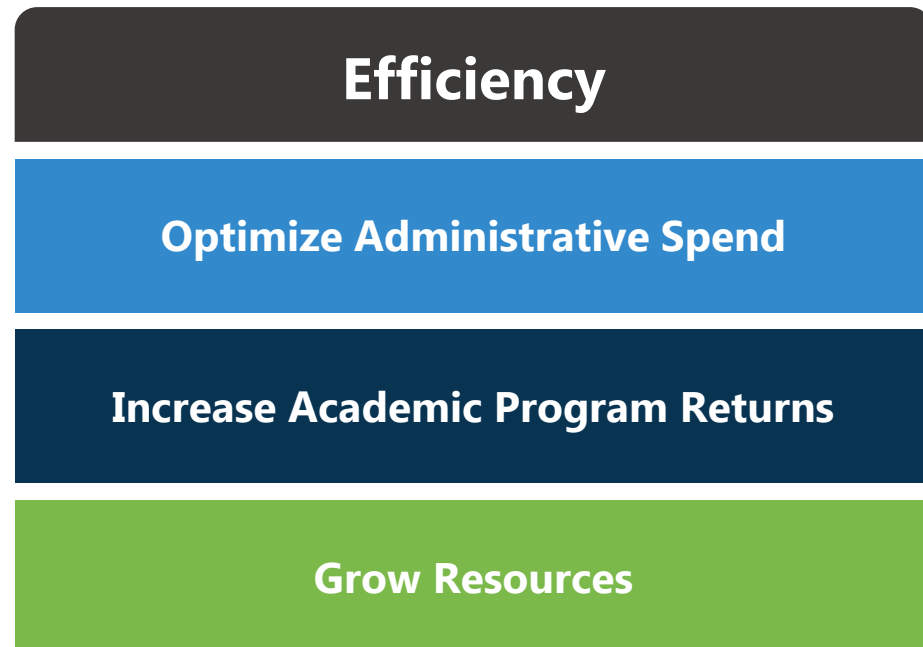 Efficiency
Optimize Administrative Spend
Increase Academic Program Returns
Grow Resources